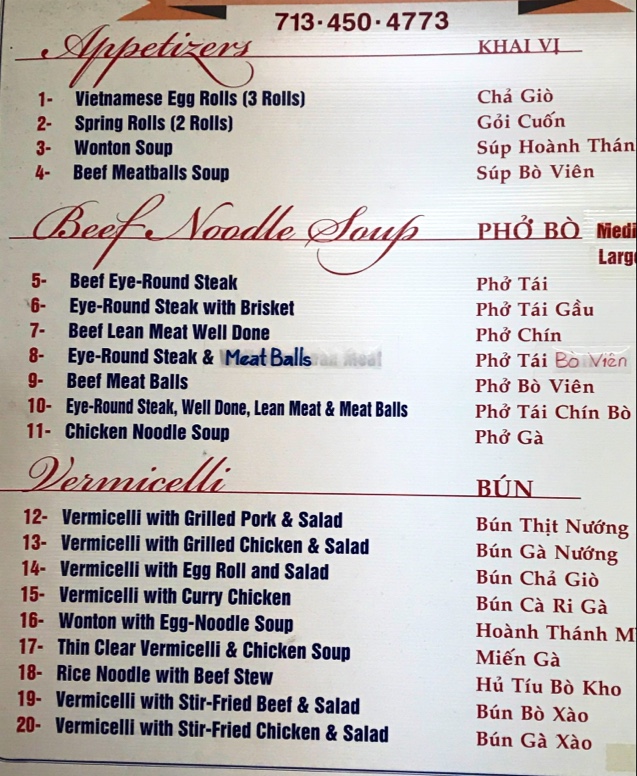 713·450·4773
Appetizers KHAI VỊ
1- Vietnamese Egg Rolls (3 Rolls) Chả Giò
2- Spring Rolls (2 Rolls) Gỏi Cuốn
3- Wonton Soup Súp Hoành Thán
4- Beef Meatballs Soup Súp Bò Viên
Beef Noodle Soup PHỞ BÒ Medi
Large
5- Beef Eye-Round Steak Phở Tái
6- Eye-Round Steak with Brisket Phở Tái Gầu
7- Beef Lean Meat Well Done Phở Chín
8- Eye-Round Steak & Meat Balls Phở Tái Bò Viên
9- Beef Meat Balls Phở Bò Viên
10- Eye-Round Steak, Well Done, Lean Meat & Meat Balls Phở Tái Chín Bò
11- Chicken Noodle Soup Phở Gà
Vermicelli BÚN
12- Vermicelli with Grilled Pork & Salad Bún Thịt Nướng
13- Vermicelli with Grilled Chicken & Salad Bún Gà Nướng
14- Vermicelli with Egg Roll and Salad Bún Chả Giò
15- Vermicelli with Curry Chicken Bún Cà Ri Gà
16- Wonton with Egg-Noodle Soup Hoành Thánh M
17- Thin Clear Vermicelli & Chicken Soup Miến Gà
18- Rice Noodle with Beef Stew Hủ Tíu Bò Kho
19- Vermicelli with Stir-Fried Beef & Salad Bún Bò Xào
20- Vermicelli with Stir-Fried Chicken & Salad Bún Gà Xào